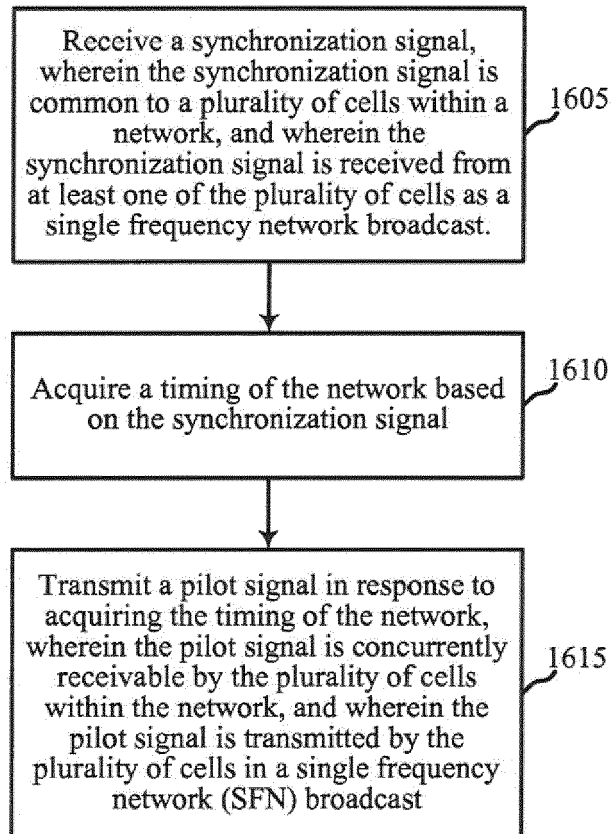 Receive a synchronization signal,
wherein the synchronization signal is
common to a plurality of cells within a
network, and wherein the
synchronization signal is received from
at least one of the plurality of cells as a
single frequency network broadcast.
1605
Acquire a timing of the network based
on the synchronization signal
1610
Transmit a pilot signal in response to
acquiring the timing of the network,
wherein the pilot signal is concurrently
receivable by the plurality of cells
within the network, and wherein the
pilot signal is transmitted by the
plurality of cells in a single frequency
network (SFN) broadcast
1615